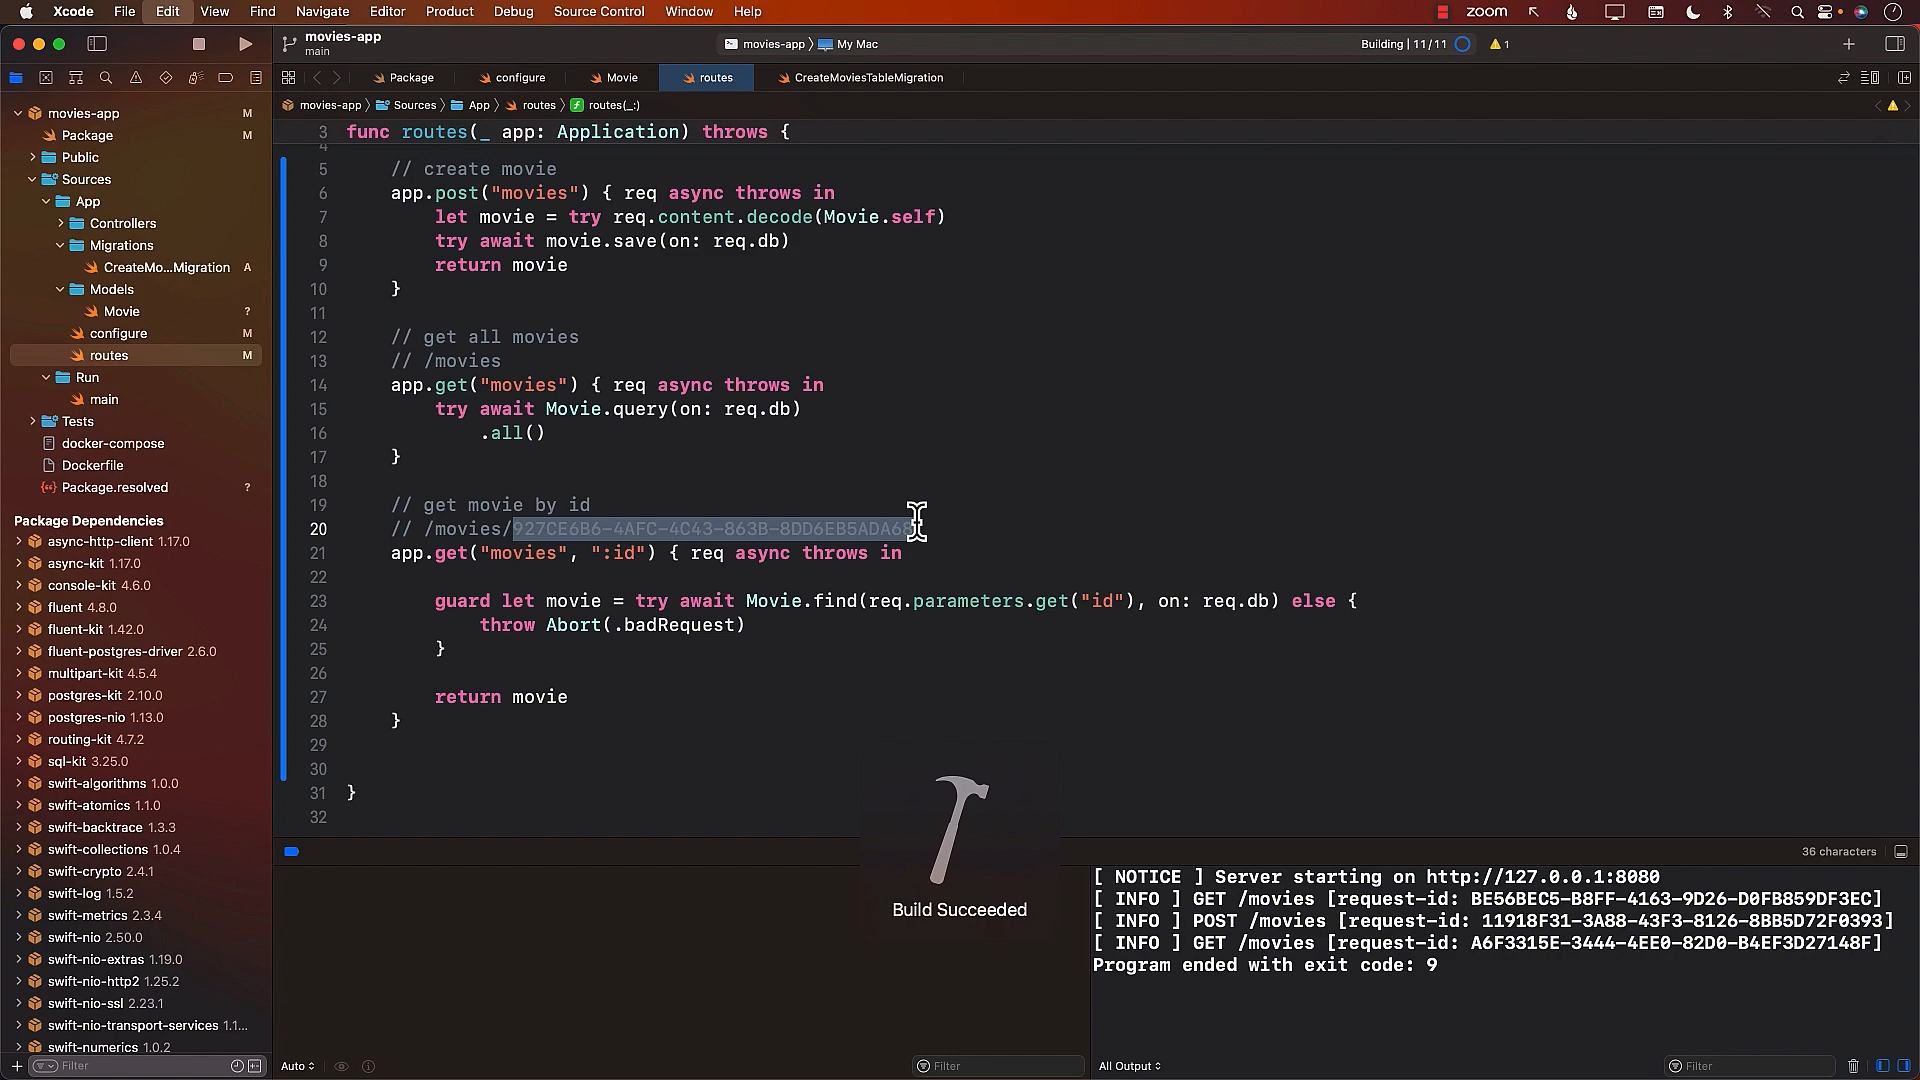 Xcode File Edit View Find Navigate Editor Product Debug Source Control Window Help zoom
movies-app
main
movies-app My Mac Building | 11/11 1
Package configure Movie routes CreateMoviesTableMigration
movies-app Sources App routes routes(_:)
movies-app M
Package M
Public
Sources
App
Controllers
Migrations
CreateMo...Migration A
Models
Movie ?
configure M
routes M
Run
main
Tests
docker-compose
Dockerfile
Package.resolved ?
Package Dependencies
async-http-client 1.17.0
async-kit 1.17.0
console-kit 4.6.0
fluent 4.8.0
fluent-kit 1.42.0
fluent-postgres-driver 2.6.0
multipart-kit 4.5.4
postgres-kit 2.10.0
postgres-nio 1.13.0
routing-kit 4.7.2
sql-kit 3.25.0
swift-algorithms 1.0.0
swift-atomics 1.1.0
swift-backtrace 1.3.3
swift-collections 1.0.4
swift-crypto 2.4.1
swift-log 1.5.2
swift-metrics 2.3.4
swift-nio 2.50.0
swift-nio-extras 1.19.0
swift-nio-http2 1.25.2
swift-nio-ssl 2.23.1
swift-nio-transport-services 1.1...
swift-numerics 1.0.2
Filter
3 func routes(_ app: Application) throws {
4
5 // create movie
6 app.post("movies") { req async throws in
7 let movie = try req.content.decode(Movie.self)
8 try await movie.save(on: req.db)
9 return movie
10 }
11
12 // get all movies
13 // /movies
14 app.get("movies") { req async throws in
15 try await Movie.query(on: req.db)
16 .all()
17 }
18
19 // get movie by id
20 // /movies/927CE6B6-4AFC-4C43-863B-8DD6EB5ADA68
21 app.get("movies", ":id") { req async throws in
22
23 guard let movie = try await Movie.find(req.parameters.get("id"), on: req.db) else {
24 throw Abort(.badRequest)
25 }
26
27 return movie
28 }
29
30
31 }
32
Build Succeeded
36 characters
[ NOTICE ] Server starting on http://127.0.0.1:8080
[ INFO ] GET /movies [request-id: BE56BEC5-B8FF-4163-9D26-D0FB859DF3EC]
[ INFO ] POST /movies [request-id: 11918F31-3A88-43F3-8126-8BB5D72F0393]
[ INFO ] GET /movies [request-id: A6F3315E-3444-4EE0-82D0-B4EF3D27148F]
Program ended with exit code: 9
Auto Filter All Output Filter